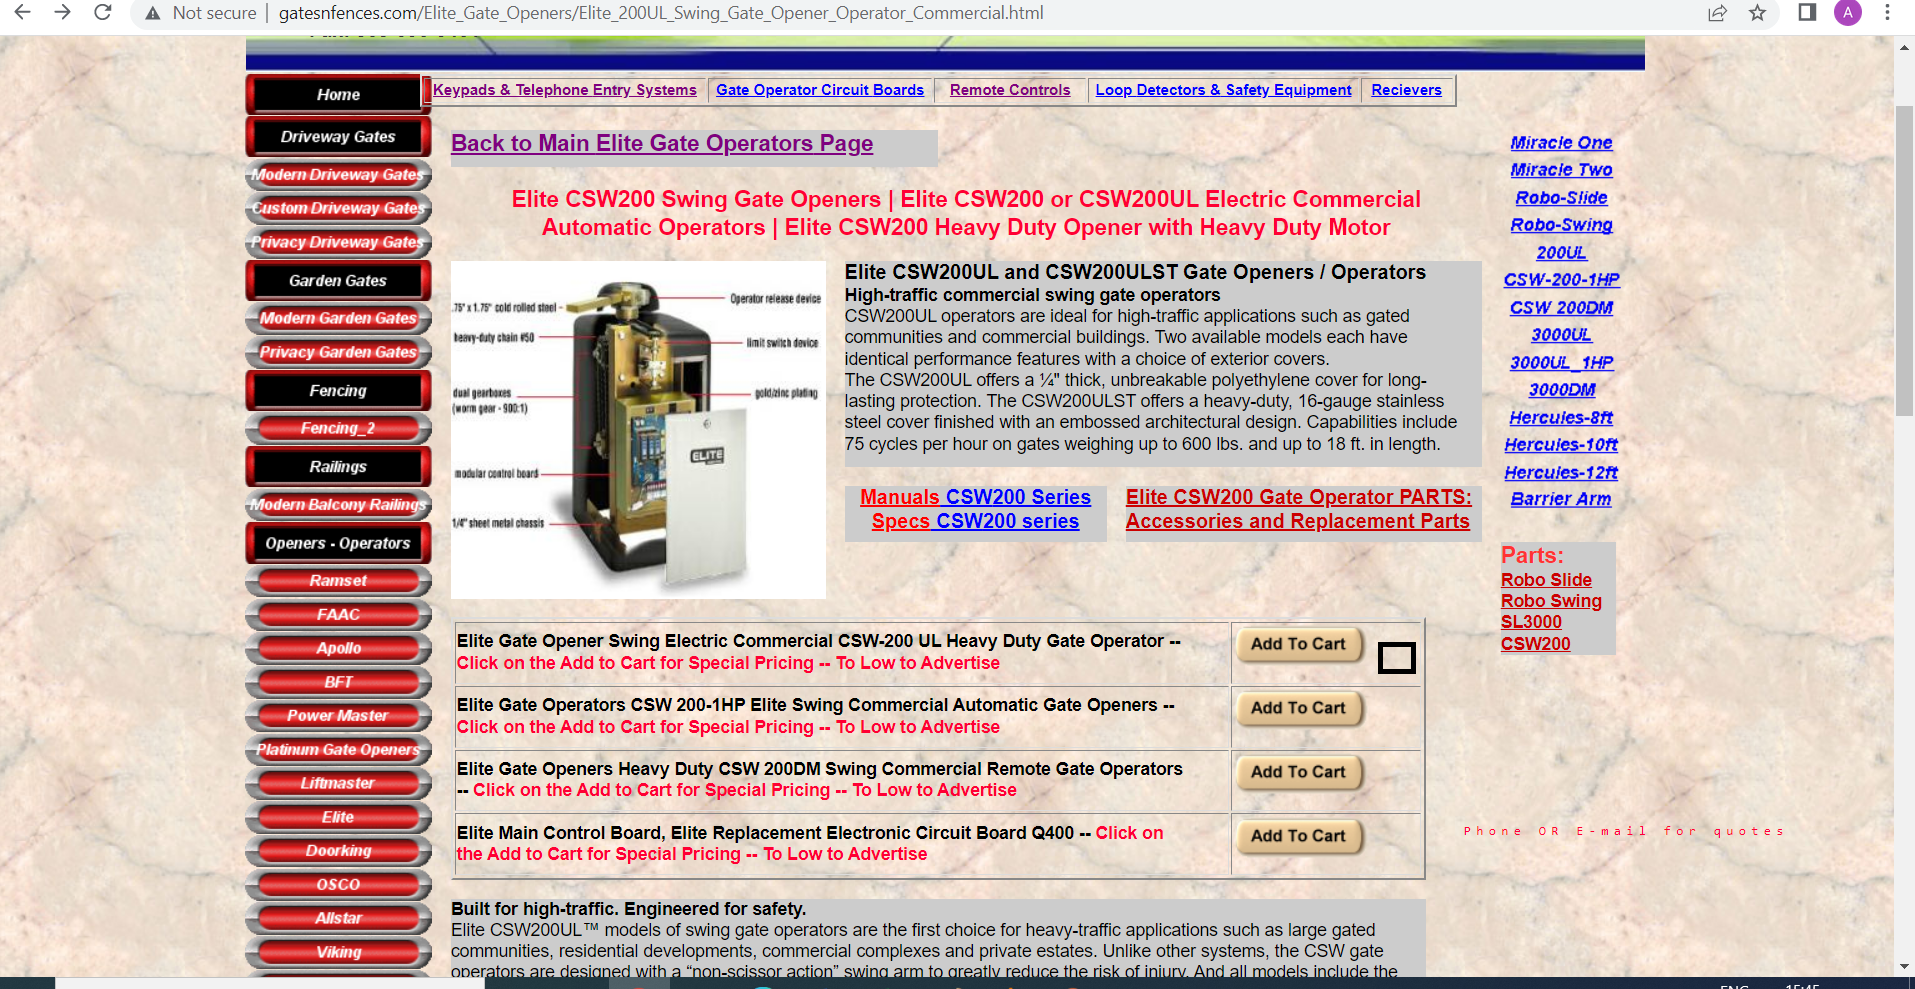 Not secure | gatesnfences.com/Elite_Gate_Openers/Elite_200UL_Swing_Gate_Opener_Operator_Commercial.html
A
Home
Driveway Gates
Modern Driveway Gates
Custom Driveway Gates
Privacy Driveway Gates
Garden Gates
Modern Garden Gates
Privacy Garden Gates
Fencing
Fencing_2
Railings
Modern Balcony Railings
Openers - Operators
Ramset
FAAC
Apollo
BFT
Power Master
Platinum Gate Openers
Liftmaster
Elite
Doorking
OSCO
Allstar
Viking
Keypads & Telephone Entry Systems
Gate Operator Circuit Boards
Remote Controls
Loop Detectors & Safety Equipment
Recievers
Back to Main Elite Gate Operators Page
Elite CSW200 Swing Gate Openers | Elite CSW200 or CSW200UL Electric Commercial
Automatic Operators | Elite CSW200 Heavy Duty Opener with Heavy Duty Motor
.75" x 1.75" cold rolled steel
heavy-duty chain #50
dual gearboxes
(worm gear - 900:1)
modular control board
1/4" sheet metal chassis
Operator release device
limit switch device
gold/zinc plating
ELITE
Elite CSW200UL and CSW200ULST Gate Openers / Operators
High-traffic commercial swing gate operators
CSW200UL operators are ideal for high-traffic applications such as gated
communities and commercial buildings. Two available models each have
identical performance features with a choice of exterior covers.
The CSW200UL offers a ¼" thick, unbreakable polyethylene cover for long-
lasting protection. The CSW200ULST offers a heavy-duty, 16-gauge stainless
steel cover finished with an embossed architectural design. Capabilities include
75 cycles per hour on gates weighing up to 600 lbs. and up to 18 ft. in length.
Manuals CSW200 Series
Specs CSW200 series
Elite CSW200 Gate Operator PARTS:
Accessories and Replacement Parts
Elite Gate Opener Swing Electric Commercial CSW-200 UL Heavy Duty Gate Operator --
Click on the Add to Cart for Special Pricing -- To Low to Advertise
Add To Cart
Elite Gate Operators CSW 200-1HP Elite Swing Commercial Automatic Gate Openers --
Click on the Add to Cart for Special Pricing -- To Low to Advertise
Add To Cart
Elite Gate Openers Heavy Duty CSW 200DM Swing Commercial Remote Gate Operators
-- Click on the Add to Cart for Special Pricing -- To Low to Advertise
Add To Cart
Elite Main Control Board, Elite Replacement Electronic Circuit Board Q400 -- Click on
the Add to Cart for Special Pricing -- To Low to Advertise
Add To Cart
Built for high-traffic. Engineered for safety.
Elite CSW200UL™ models of swing gate operators are the first choice for heavy-traffic applications such as large gated
communities, residential developments, commercial complexes and private estates. Unlike other systems, the CSW gate
operators are designed with a “non-scissor action” swing arm to greatly reduce the risk of injury. And all models include the
Miracle One
Miracle Two
Robo-Slide
Robo-Swing
200UL
CSW-200-1HP
CSW 200DM
3000UL
3000UL_1HP
3000DM
Hercules-8ft
Hercules-10ft
Hercules-12ft
Barrier Arm
Parts:
Robo Slide
Robo Swing
SL3000
CSW200
Phone OR E-mail for quotes